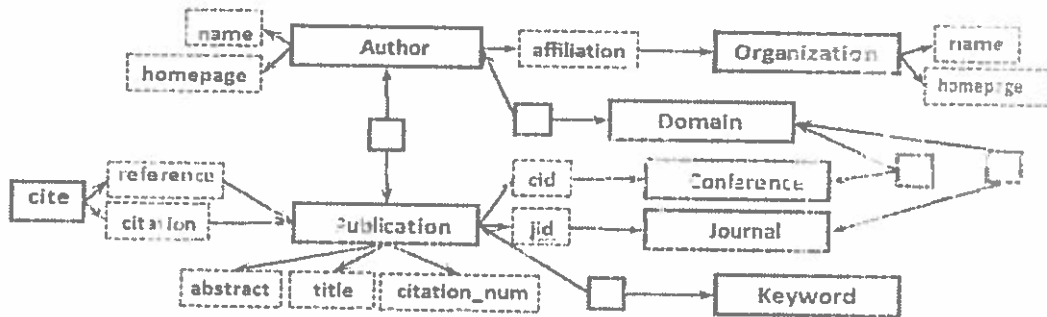 name
Author
affiliation
Organization
name
homepage
homepage
Domain
reference
cid
Conference
cite
citation
Publication
jid
Journal
abstract
title
citation_num
Keyword